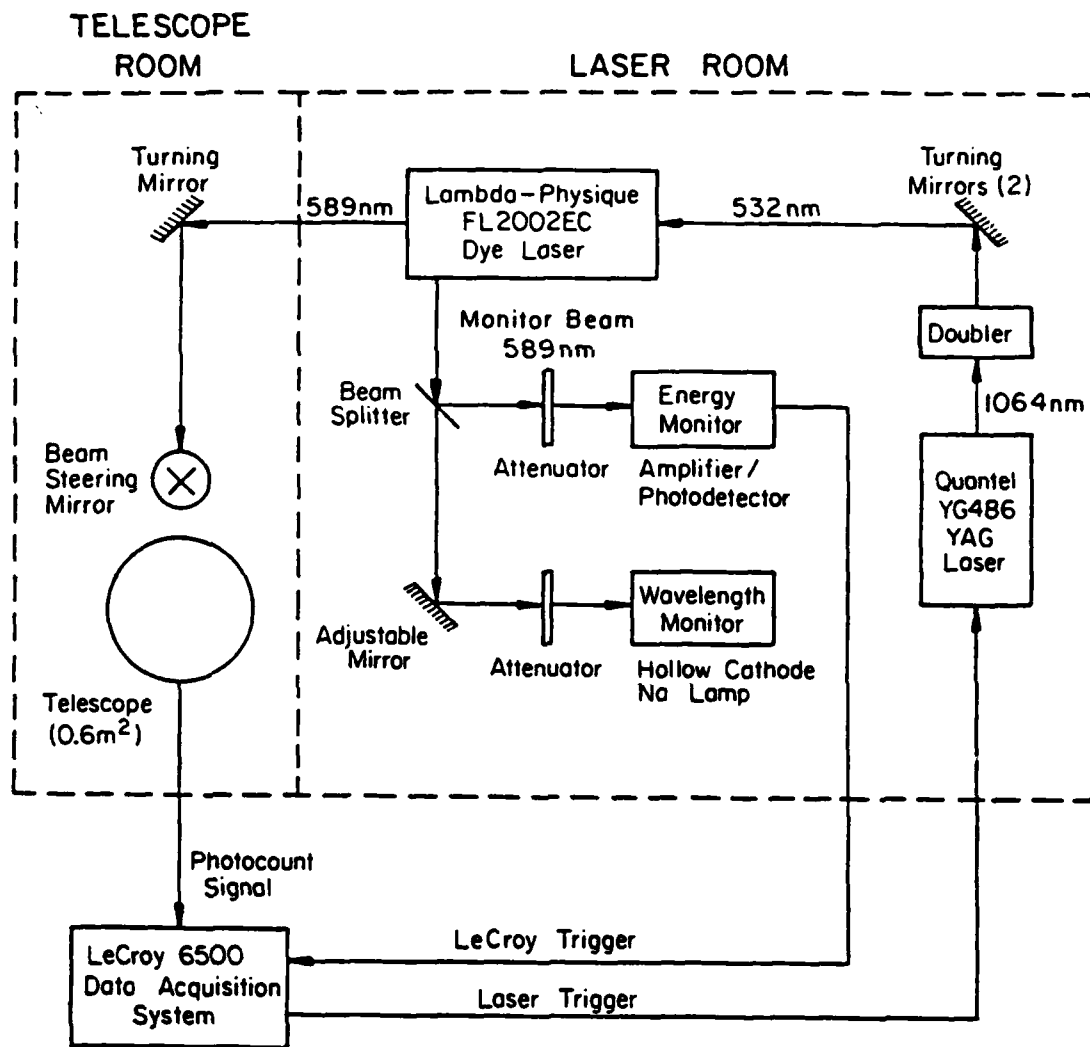 TELESCOPE
ROOM
LASER ROOM
Turning
Mirror
589nm
Lambda-Physique
FL2002EC
Dye Laser
532nm
Turning
Mirrors (2)
Monitor Beam
589nm
Doubler
Beam
Splitter
Energy
Monitor
1064nm
Beam
Steering
Mirror
Attenuator
Amplifier/
Photodetector
Quantel
YG486
YAG
Laser
Wavelength
Monitor
Adjustable
Mirror
Attenuator
Hollow Cathode
Na Lamp
Telescope
(0.6m²)
Photocount
Signal
LeCroy 6500
Data Acquisition
System
LeCroy Trigger
Laser Trigger